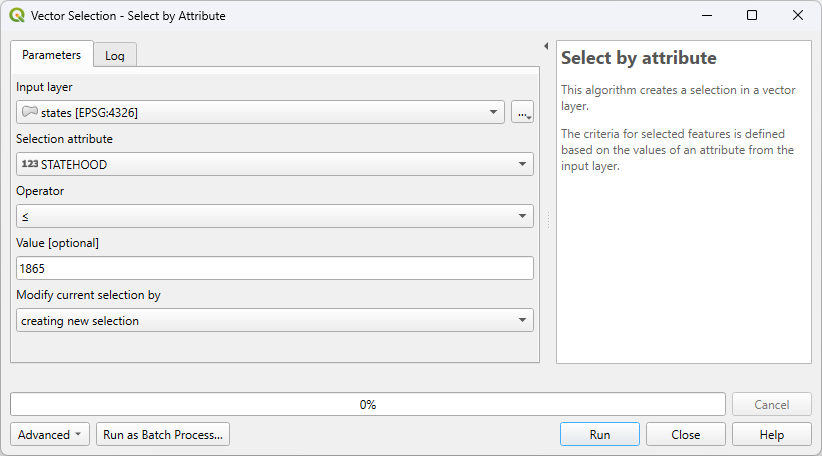 Vector Selection - Select by Attribute
Parameters
Log
Input layer
states [EPSG:4326]
...
Selection attribute
123 STATEHOOD
Operator
≤
Value [optional]
1865
Modify current selection by
creating new selection
Select by attribute
This algorithm creates a selection in a vector
layer.
The criteria for selected features is defined
based on the values of an attribute from the
input layer.
0%
Cancel
Advanced
Run as Batch Process...
Run
Close
Help